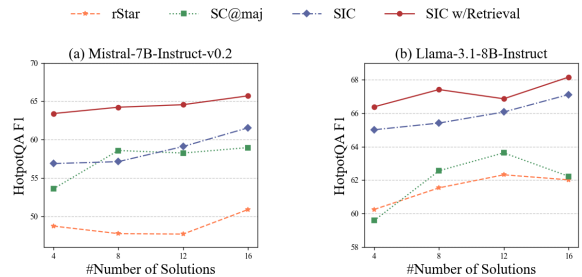 rStar SC@maj SIC SIC w/Retrieval
(a) Mistral-7B-Instruct-v0.2
HotpotQA F1
70
65
60
55
50
4 8 12 16
#Number of Solutions
(b) Llama-3.1-8B-Instruct
HotpotQA F1
68
66
64
62
60
58
4 8 12 16
#Number of Solutions